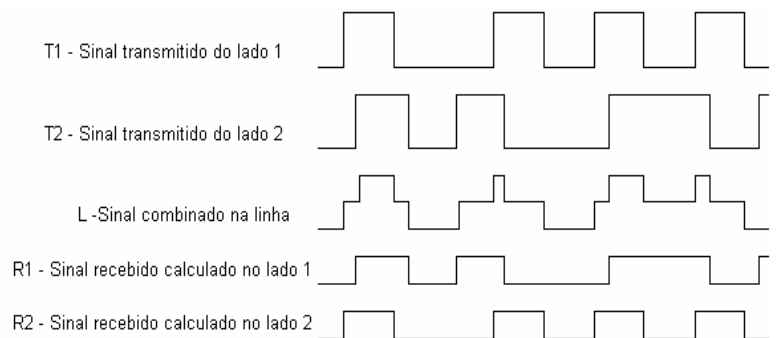 T1 - Sinal transmitido do lado 1
T2 - Sinal transmitido do lado 2
L -Sinal combinado na linha
R1 - Sinal recebido calculado no lado 1
R2 - Sinal recebido calculado no lado 2